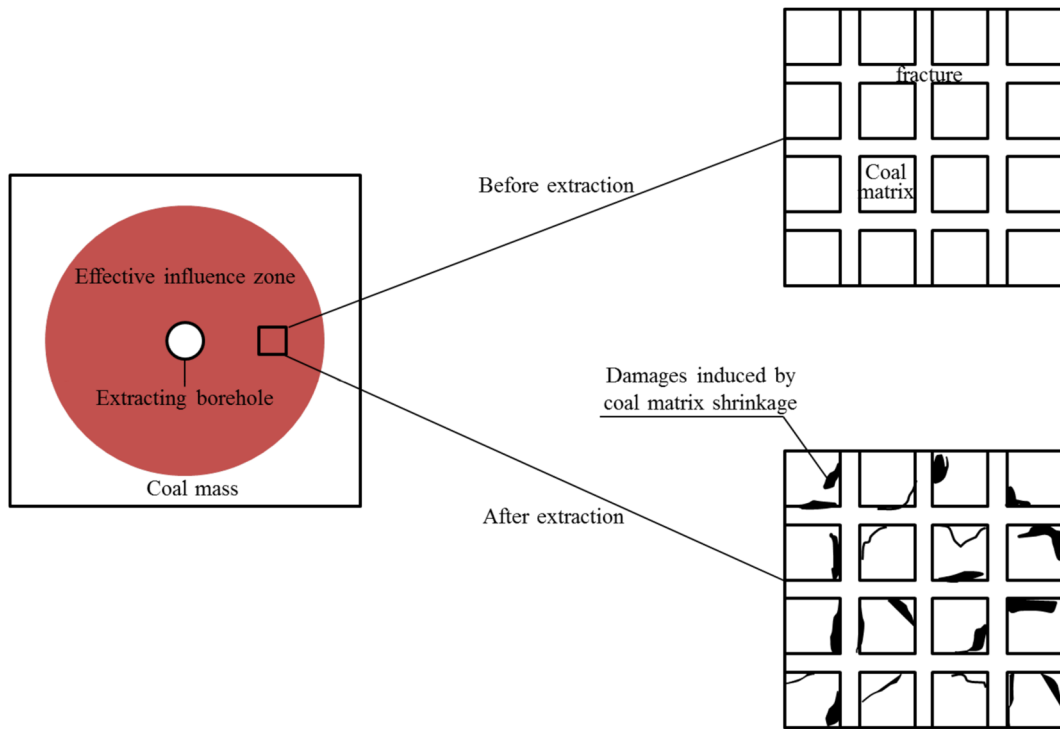 Effective influence zone
Extracting borehole
Coal mass
Before extraction
After extraction
fracture
Coal
matrix
Damages induced by
coal matrix shrinkage